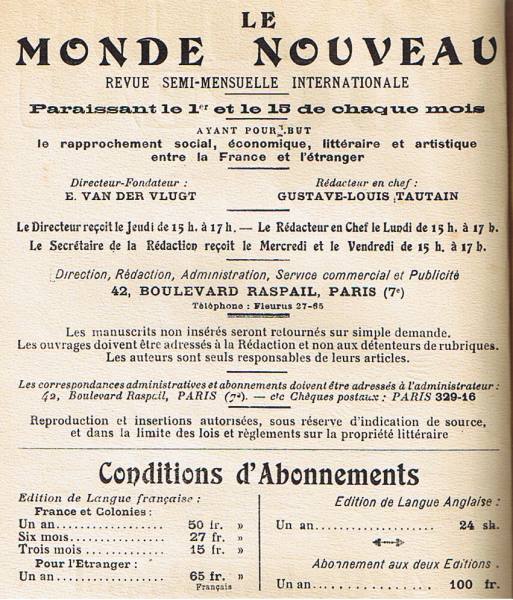 LE
MONDE NOUVEAU
REVUE SEMI-MENSUELLE INTERNATIONALE
Paraissant le 1er et le 15 de chaque mois
AYANT POUR BUT
le rapprochement social, économique, littéraire et artistique
entre la France et l'étranger
Directeur-Fondateur :
E. VAN DER VLUGT
Rédacteur en chef :
GUSTAVE-LOUIS TAUTAIN
Le Directeur reçoit le Jeudi de 15 h. à 17 h. — Le Rédacteur en Chef le Lundi de 15 h. à 17 h.
Le Secrétaire de la Rédaction reçoit le Mercredi et le Vendredi de 15 h. à 17 h.
Direction, Rédaction, Administration, Service commercial et Publicité
42, BOULEVARD RASPAIL, PARIS (7e)
Téléphone : Fleurus 27-65
Les manuscrits non insérés seront retournés sur simple demande.
Les ouvrages doivent être adressés à la Rédaction et non aux détenteurs de rubriques.
Les auteurs sont seuls responsables de leurs articles.
Les correspondances administratives et abonnements doivent être adressés à l'administrateur :
42, Boulevard Raspail, PARIS (7e). — c/c Chèques postaux : PARIS 329-16
Reproduction et insertions autorisées, sous réserve d'indication de source,
et dans la limite des lois et règlements sur la propriété littéraire
Conditions d'Abonnements
Edition de Langue française :
France et Colonies :
Un an.................. 50 fr. »
Six mois............... 27 fr. »
Trois mois ............. 15 fr. »
Pour l'Etranger :
Un an.................. 65 fr. »
Français
Edition de Langue Anglaise :
Un an.................... 24 sh.
Abonnement aux deux Editions .
Un an.................... 100 fr.